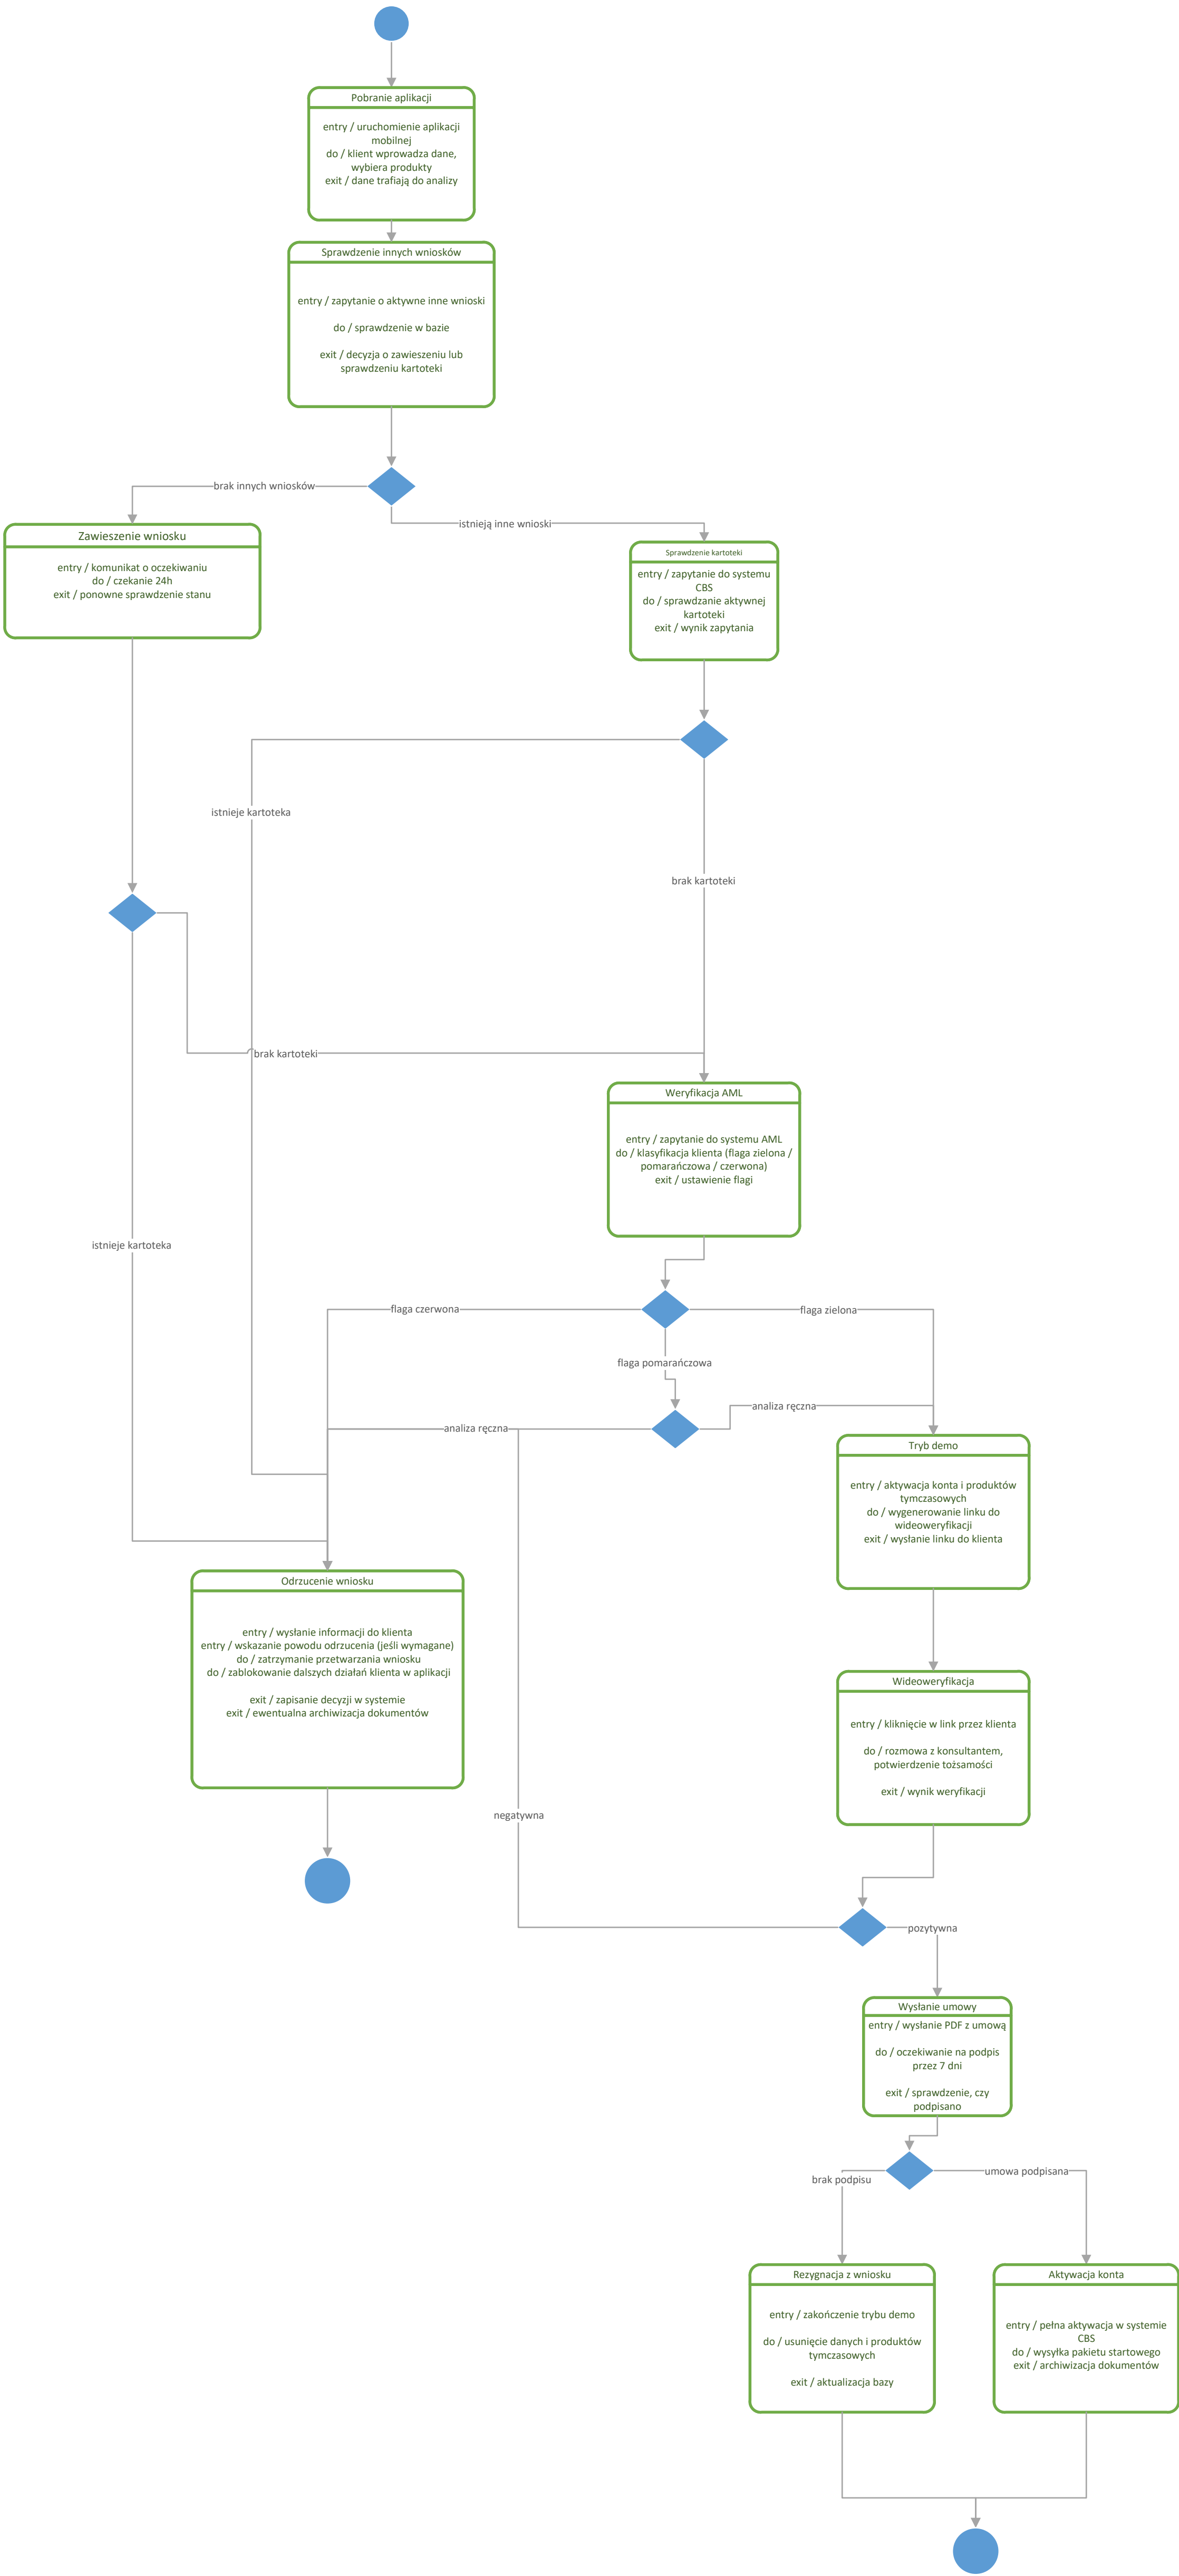 Pobranie aplikacji
entry / uruchomienie aplikacji
mobilnej
do / klient wprowadza dane,
wybiera produkty
exit / dane trafiają do analizy
Sprawdzenie innych wniosków
entry / zapytanie o aktywne inne wnioski
do / sprawdzenie w bazie
exit / decyzja o zawieszeniu lub
sprawdzeniu kartoteki
brak innych wniosków
istnieją inne wnioski
Zawieszenie wniosku
entry / komunikat o oczekiwaniu
do / czekanie 24h
exit / ponowne sprawdzenie stanu
Sprawdzenie kartoteki
entry / zapytanie do systemu
CBS
do / sprawdzanie aktywnej
kartoteki
exit / wynik zapytania
istnieje kartoteka
brak kartoteki
brak kartoteki
Weryfikacja AML
entry / zapytanie do systemu AML
do / klasyfikacja klienta (flaga zielona /
pomarańczowa / czerwona)
exit / ustawienie flagi
istnieje kartoteka
flaga czerwona
flaga zielona
flaga pomarańczowa
analiza ręczna
analiza ręczna
Tryb demo
entry / aktywacja konta i produktów
tymczasowych
do / wygenerowanie linku do
wideoweryfikacji
exit / wysłanie linku do klienta
Odrzucenie wniosku
entry / wysłanie informacji do klienta
entry / wskazanie powodu odrzucenia (jeśli wymagane)
do / zatrzymanie przetwarzania wniosku
do / zablokowanie dalszych działań klienta w aplikacji
exit / zapisanie decyzji w systemie
exit / ewentualna archiwizacja dokumentów
Wideoweryfikacja
entry / kliknięcie w link przez klienta
do / rozmowa z konsultantem,
potwierdzenie tożsamości
exit / wynik weryfikacji
negatywna
pozytywna
Wysłanie umowy
entry / wysłanie PDF z umową
do / oczekiwanie na podpis
przez 7 dni
exit / sprawdzenie, czy
podpisano
brak podpisu
umowa podpisana
Rezygnacja z wniosku
entry / zakończenie trybu demo
do / usunięcie danych i produktów
tymczasowych
exit / aktualizacja bazy
Aktywacja konta
entry / pełna aktywacja w systemie
CBS
do / wysyłka pakietu startowego
exit / archiwizacja dokumentów